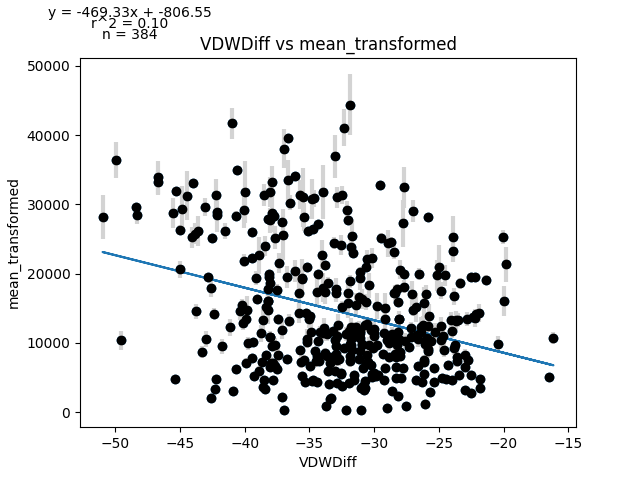 y = -469.33x + -806.55
r^2 = 0.10
n = 384
VDWDiff vs mean_transformed
50000
40000
30000
20000
10000
0
mean_transformed
−50 −45 −40 −35 −30 −25 −20 −15
VDWDiff